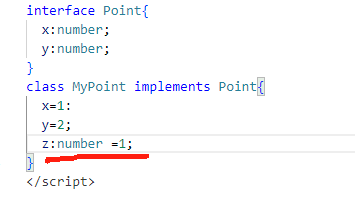 interface Point{
x:number;
y:number;
}
class MyPoint implements Point{
x=1:
y=2;
z:number =1;
}
</script>